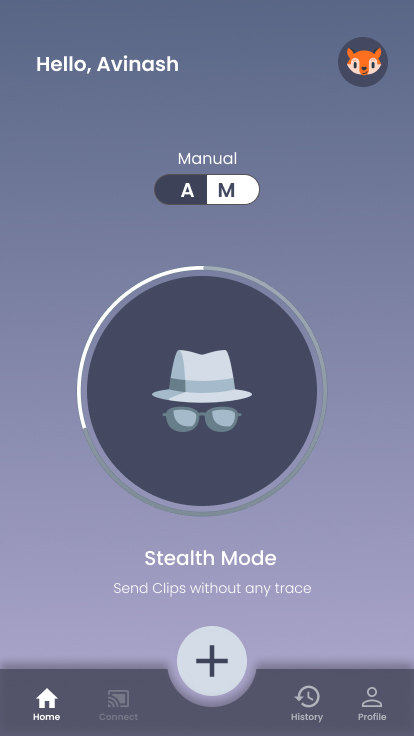 Hello, Avinash
Manual
A M
Stealth Mode
Send Clips without any trace
Home Connect History Profile